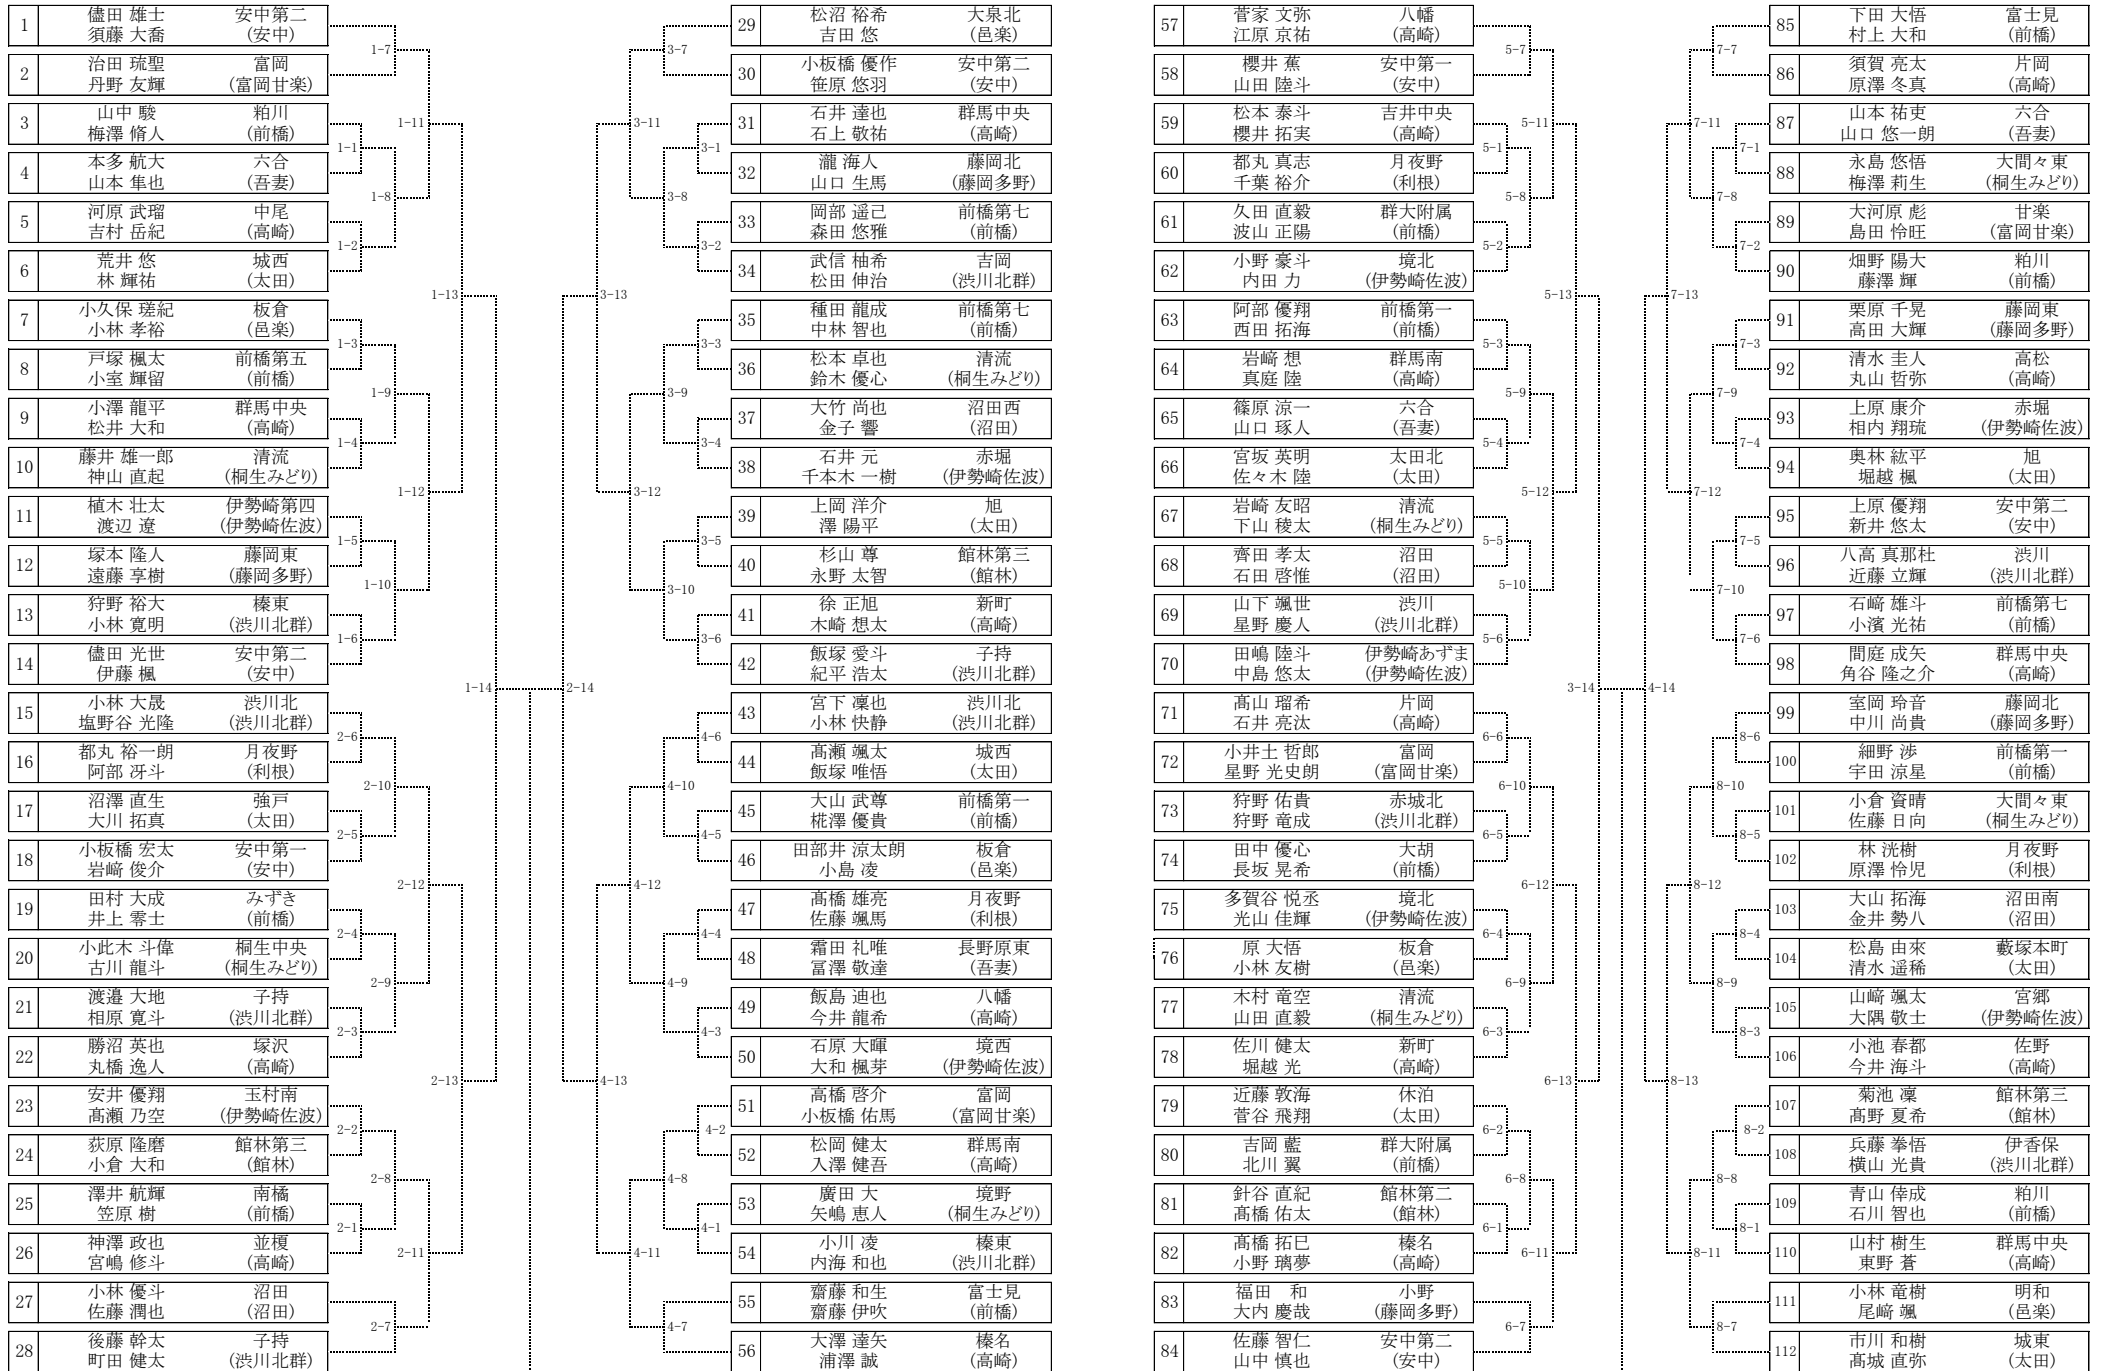 1 儘田 雄士 安中第二
須藤 大喬 (安中)
2 治田 琉聖 富岡
丹野 友輝 (富岡甘楽)
3 山中 駿 粕川
梅澤 脩人 (前橋)
4 本多 航大 六合
山本 隼也 (吾妻)
5 河原 武瑠 中尾
吉村 岳紀 (高崎)
6 荒井 悠 城西
林 輝祐 (太田)
7 小久保 瑳紀 板倉
小林 孝裕 (邑楽)
8 戸塚 楓太 前橋第五
小室 輝留 (前橋)
9 小澤 龍平 群馬中央
松井 大和 (高崎)
10 藤井 雄一郎 清流
神山 直起 (桐生みどり)
11 植木 壮太 伊勢崎第四
渡辺 遼 (伊勢崎佐波)
12 塚本 隆人 藤岡東
遠藤 享樹 (藤岡多野)
13 狩野 裕大 榛東
小林 寛明 (渋川北群)
14 儘田 光世 安中第二
伊藤 楓 (安中)
15 小林 大晟 渋川北
塩野谷 光隆 (渋川北群)
16 都丸 裕一朗 月夜野
阿部 冴斗 (利根)
17 沼澤 直生 強戸
大川 拓真 (太田)
18 小板橋 宏太 安中第一
岩﨑 俊介 (安中)
19 田村 大成 みずき
井上 零士 (前橋)
20 小此木 斗偉 桐生中央
古川 龍斗 (桐生みどり)
21 渡邉 大地 子持
相原 寛斗 (渋川北群)
22 勝沼 英也 塚沢
丸橋 逸人 (高崎)
23 安井 優翔 玉村南
髙瀬 乃空 (伊勢崎佐波)
24 荻原 隆磨 館林第三
小倉 大和 (館林)
25 澤井 航輝 南橘
笠原 樹 (前橋)
26 神澤 政也 並榎
宮嶋 修斗 (高崎)
27 小林 優斗 沼田
佐藤 潤也 (沼田)
28 後藤 幹太 子持
町田 健太 (渋川北群)
1-7
1-11
1-1
1-8
1-2
1-13
1-3
1-9
1-4
1-12
1-5
1-10
1-6
1-14
2-6
2-10
2-5
2-12
2-4
2-9
2-3
2-13
2-2
2-8
2-1
2-11
2-7
29 松沼 裕希 大泉北
吉田 悠 (邑楽)
30 小板橋 優作 安中第二
笹原 悠羽 (安中)
31 石井 達也 群馬中央
石上 敬祐 (高崎)
32 瀧 海人 藤岡北
山口 生馬 (藤岡多野)
33 岡部 遥己 前橋第七
森田 悠雅 (前橋)
34 武信 柚希 吉岡
松田 伸治 (渋川北群)
35 種田 龍成 前橋第七
中林 智也 (前橋)
36 松本 卓也 清流
鈴木 優心 (桐生みどり)
37 大竹 尚也 沼田西
金子 響 (沼田)
38 石井 元 赤堀
千本木 一樹 (伊勢崎佐波)
39 上岡 洋介 旭
澤 陽平 (太田)
40 杉山 尊 館林第三
永野 太智 (館林)
41 徐 正旭 新町
木崎 想太 (高崎)
42 飯塚 愛斗 子持
紀平 浩太 (渋川北群)
43 宮下 凜也 渋川北
小林 快静 (渋川北群)
44 髙瀬 颯太 城西
飯塚 唯悟 (太田)
45 大山 武尊 前橋第一
椛澤 優貴 (前橋)
46 田部井 涼太朗 板倉
小島 凌 (邑楽)
47 髙橋 雄亮 月夜野
佐藤 颯馬 (利根)
48 霜田 礼唯 長野原東
冨澤 敬達 (吾妻)
49 飯島 迪也 八幡
今井 龍希 (高崎)
50 石原 大暉 境西
大和 楓芽 (伊勢崎佐波)
51 高橋 啓介 富岡
小板橋 佑馬 (富岡甘楽)
52 松岡 健太 群馬南
入澤 健吾 (高崎)
53 廣田 大 境野
矢嶋 恵人 (桐生みどり)
54 小川 凌 榛東
内海 和也 (渋川北群)
55 齋藤 和生 富士見
齋藤 伊吹 (前橋)
56 大澤 達矢 榛名
浦澤 誠 (高崎)
3-7
3-11
3-1
3-8
3-2
3-13
3-3
3-9
3-4
3-12
3-5
3-10
3-6
2-14
4-6
4-10
4-5
4-12
4-4
4-9
4-3
4-13
4-2
4-8
4-1
4-11
4-7
57 菅家 文弥 八幡
江原 京祐 (高崎)
58 櫻井 蕉 安中第一
山田 陸斗 (安中)
59 松本 泰斗 吉井中央
櫻井 拓実 (高崎)
60 都丸 真志 月夜野
千葉 裕介 (利根)
61 久田 直毅 群大附属
波山 正陽 (前橋)
62 小野 豪斗 境北
内田 力 (伊勢崎佐波)
63 阿部 優翔 前橋第一
西田 拓海 (前橋)
64 岩﨑 想 群馬南
真庭 陸 (高崎)
65 篠原 涼一 六合
山口 琢人 (吾妻)
66 宮坂 英明 太田北
佐々木 陸 (太田)
67 岩崎 友昭 清流
下山 稜太 (桐生みどり)
68 齊田 孝太 沼田
石田 啓惟 (沼田)
69 山下 颯世 渋川
星野 慶人 (渋川北群)
70 田嶋 陸斗 伊勢崎あずま
中島 悠太 (伊勢崎佐波)
71 髙山 瑠希 片岡
石井 亮汰 (高崎)
72 小井土 哲郎 富岡
星野 光史朗 (富岡甘楽)
73 狩野 佑貴 赤城北
狩野 竜成 (渋川北群)
74 田中 優心 大胡
長坂 晃希 (前橋)
75 多賀谷 悦丞 境北
光山 佳輝 (伊勢崎佐波)
76 原 大悟 板倉
小林 友樹 (邑楽)
77 木村 竜空 清流
山田 直毅 (桐生みどり)
78 佐川 健太 新町
堀越 光 (高崎)
79 近藤 敦海 休泊
菅谷 飛翔 (太田)
80 吉岡 藍 群大附属
北川 翼 (前橋)
81 針谷 直紀 館林第二
髙橋 佑太 (館林)
82 髙橋 拓巳 榛名
小野 璃夢 (高崎)
83 福田 和 小野
大内 慶哉 (藤岡多野)
84 佐藤 智仁 安中第二
山中 慎也 (安中)
5-7
5-11
5-1
5-8
5-2
5-13
5-3
5-9
5-4
5-12
5-5
5-10
5-6
3-14
6-6
6-10
6-5
6-12
6-4
6-9
6-3
6-13
6-2
6-8
6-1
6-11
6-7
85 下田 大悟 富士見
村上 大和 (前橋)
86 須賀 亮太 片岡
原澤 冬真 (高崎)
87 山本 祐吏 六合
山口 悠一朗 (吾妻)
88 永島 悠悟 大間々東
梅澤 莉生 (桐生みどり)
89 大河原 彪 甘楽
島田 怜旺 (富岡甘楽)
90 畑野 陽大 粕川
藤澤 輝 (前橋)
91 栗原 千晃 藤岡東
高田 大輝 (藤岡多野)
92 清水 圭人 高松
丸山 哲弥 (高崎)
93 上原 康介 赤堀
相内 翔琉 (伊勢崎佐波)
94 奥林 紘平 旭
堀越 楓 (太田)
95 上原 優翔 安中第二
新井 悠太 (安中)
96 八高 真那杜 渋川
近藤 立輝 (渋川北群)
97 石﨑 雄斗 前橋第七
小濱 光祐 (前橋)
98 間庭 成矢 群馬中央
角谷 隆之介 (高崎)
99 室岡 玲音 藤岡北
中川 尚貴 (藤岡多野)
100 細野 渉 前橋第一
宇田 涼星 (前橋)
101 小倉 資晴 大間々東
佐藤 日向 (桐生みどり)
102 林 洸樹 月夜野
原澤 怜児 (利根)
103 大山 拓海 沼田南
金井 勢八 (沼田)
104 松島 由來 藪塚本町
清水 遥稀 (太田)
105 山﨑 颯太 宮郷
大隅 敬士 (伊勢崎佐波)
106 小池 春都 佐野
今井 海斗 (高崎)
107 菊池 凜 館林第三
髙野 夏希 (館林)
108 兵藤 拳悟 伊香保
横山 光貴 (渋川北群)
109 青山 倖成 粕川
石川 智也 (前橋)
110 山村 樹生 群馬中央
東野 蒼 (高崎)
111 小林 竜樹 明和
尾﨑 颯 (邑楽)
112 市川 和樹 城東
髙城 直弥 (太田)
7-7
7-11
7-1
7-8
7-2
7-13
7-3
7-9
7-4
7-12
7-5
7-10
7-6
4-14
8-6
8-10
8-5
8-12
8-4
8-9
8-3
8-13
8-2
8-8
8-1
8-11
8-7